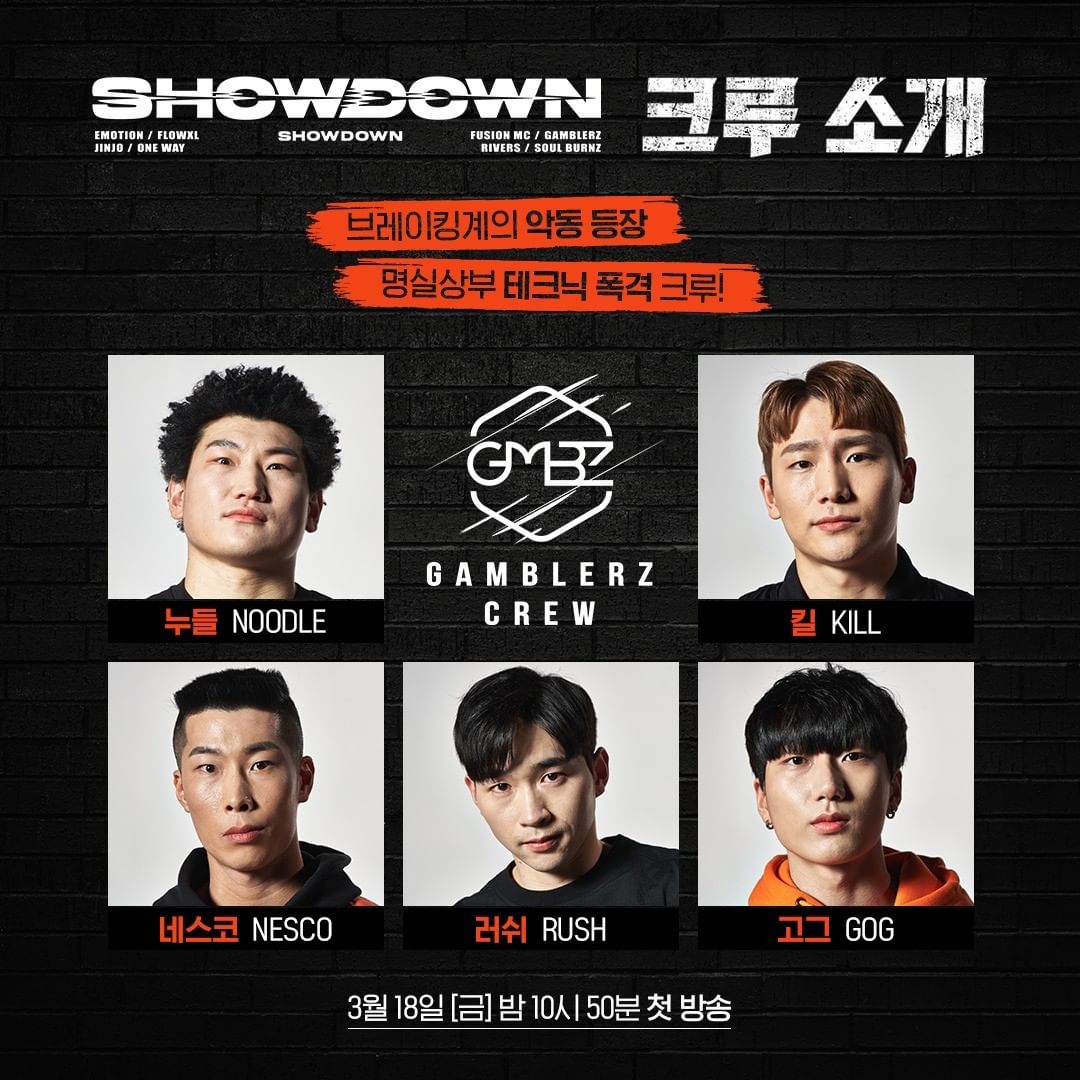 SHOWDOWN 크루 소개
EMOTION / FLOWXL
JINJO / ONE WAY
SHOWDOWN
FUSION MC / GAMBLERZ
RIVERS / SOUL BURNZ
브레이킹계의 악동 등장
명실상부 테크닉 폭격 크루!
GMBZ
GAMBLERZ
CREW
누들 NOODLE
킬 KILL
네스코 NESCO
러쉬 RUSH
고그 GOG
3월 18일 [금] 밤 10시 50분 첫 방송